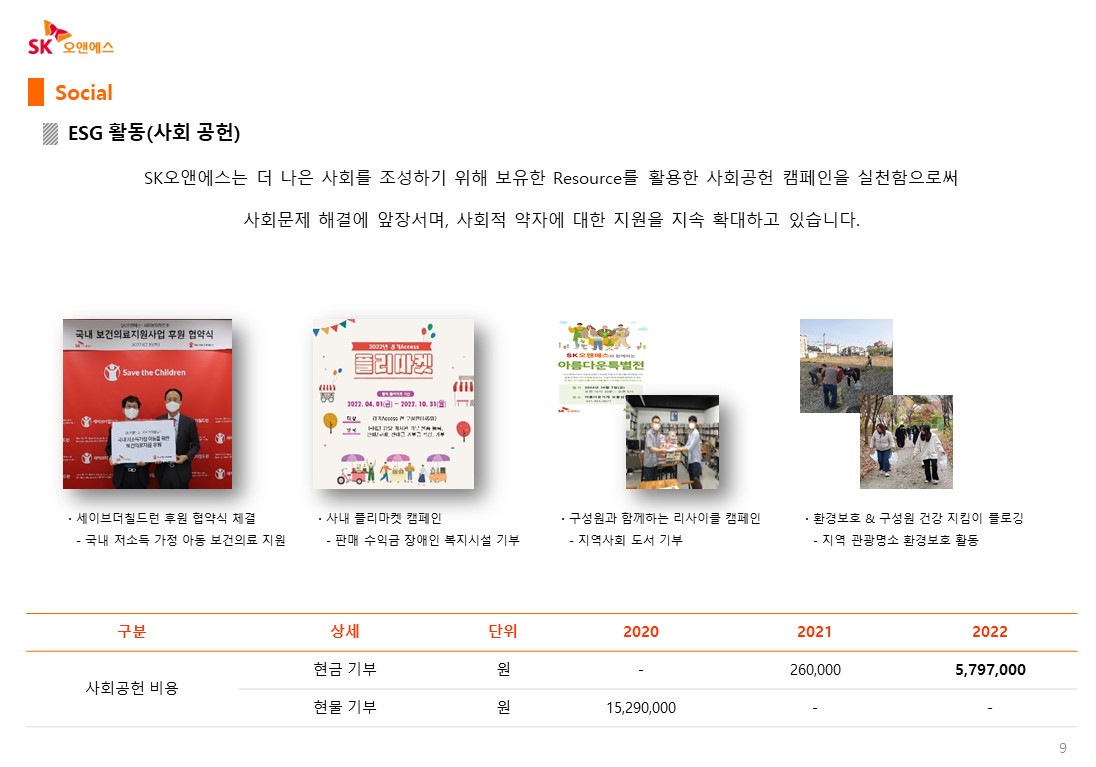 SK 오앤에스
Social
ESG 활동(사회 공헌)
SK오앤에스는 더 나은 사회를 조성하기 위해 보유한 Resource를 활용한 사회공헌 캠페인을 실천함으로써
사회문제 해결에 앞장서며, 사회적 약자에 대한 지원을 지속 확대하고 있습니다.
국내 보건의료지원사업 후원 협약식
Save the Children
국내 저소득가정 아동을 위한
보건의료지원 후원
2022년 경기Access
플리마켓
2022. 04. 01(금) ~ 2022. 10. 31(월)
SK오앤에스와 함께하는
아름다운특별전
· 세이브더칠드런 후원 협약식 체결
- 국내 저소득 가정 아동 보건의료 지원
· 사내 플리마켓 캠페인
- 판매 수익금 장애인 복지시설 기부
· 구성원과 함께하는 리사이클 캠페인
- 지역사회 도서 기부
· 환경보호 & 구성원 건강 지킴이 플로깅
- 지역 관광명소 환경보호 활동
구분 상세 단위 2020 2021 2022
사회공헌 비용 현금 기부 원 - 260,000 5,797,000
현물 기부 원 15,290,000 - -
9